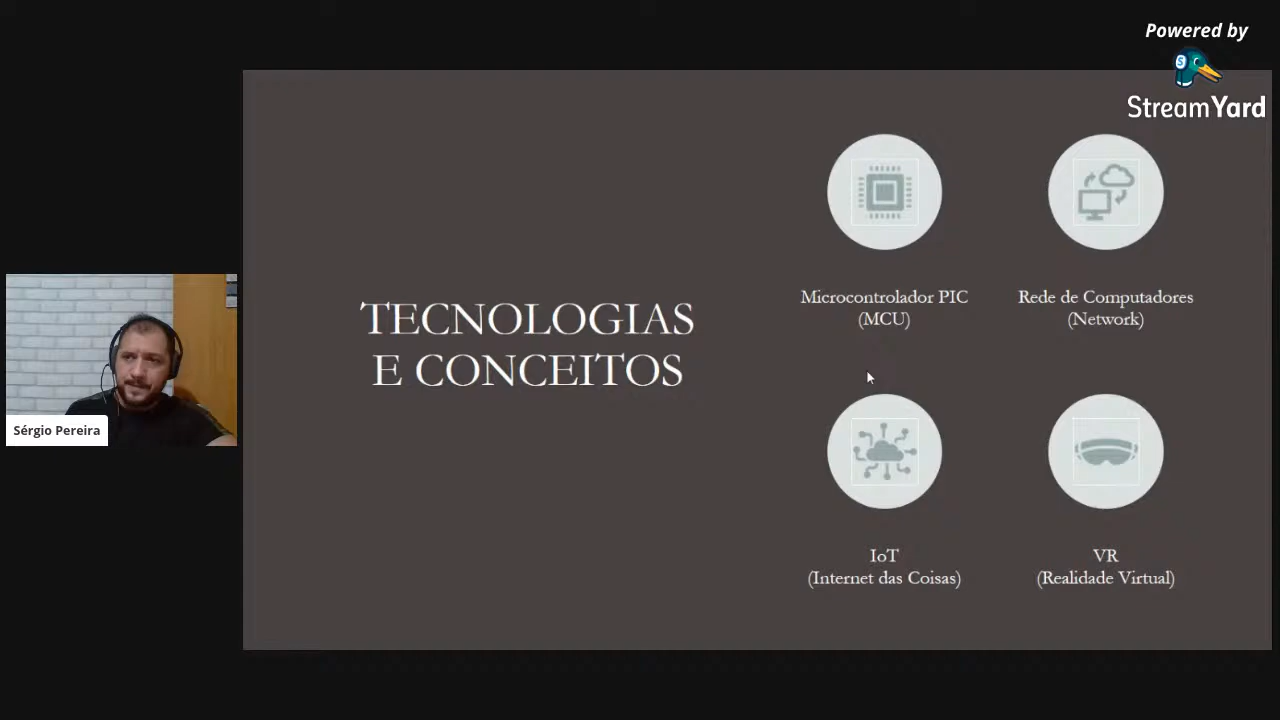 Powered by
StreamYard
TECNOLOGIAS
E CONCEITOS
Microcontrolador PIC
(MCU)
Rede de Computadores
(Network)
IoT
(Internet das Coisas)
VR
(Realidade Virtual)
Sérgio Pereira